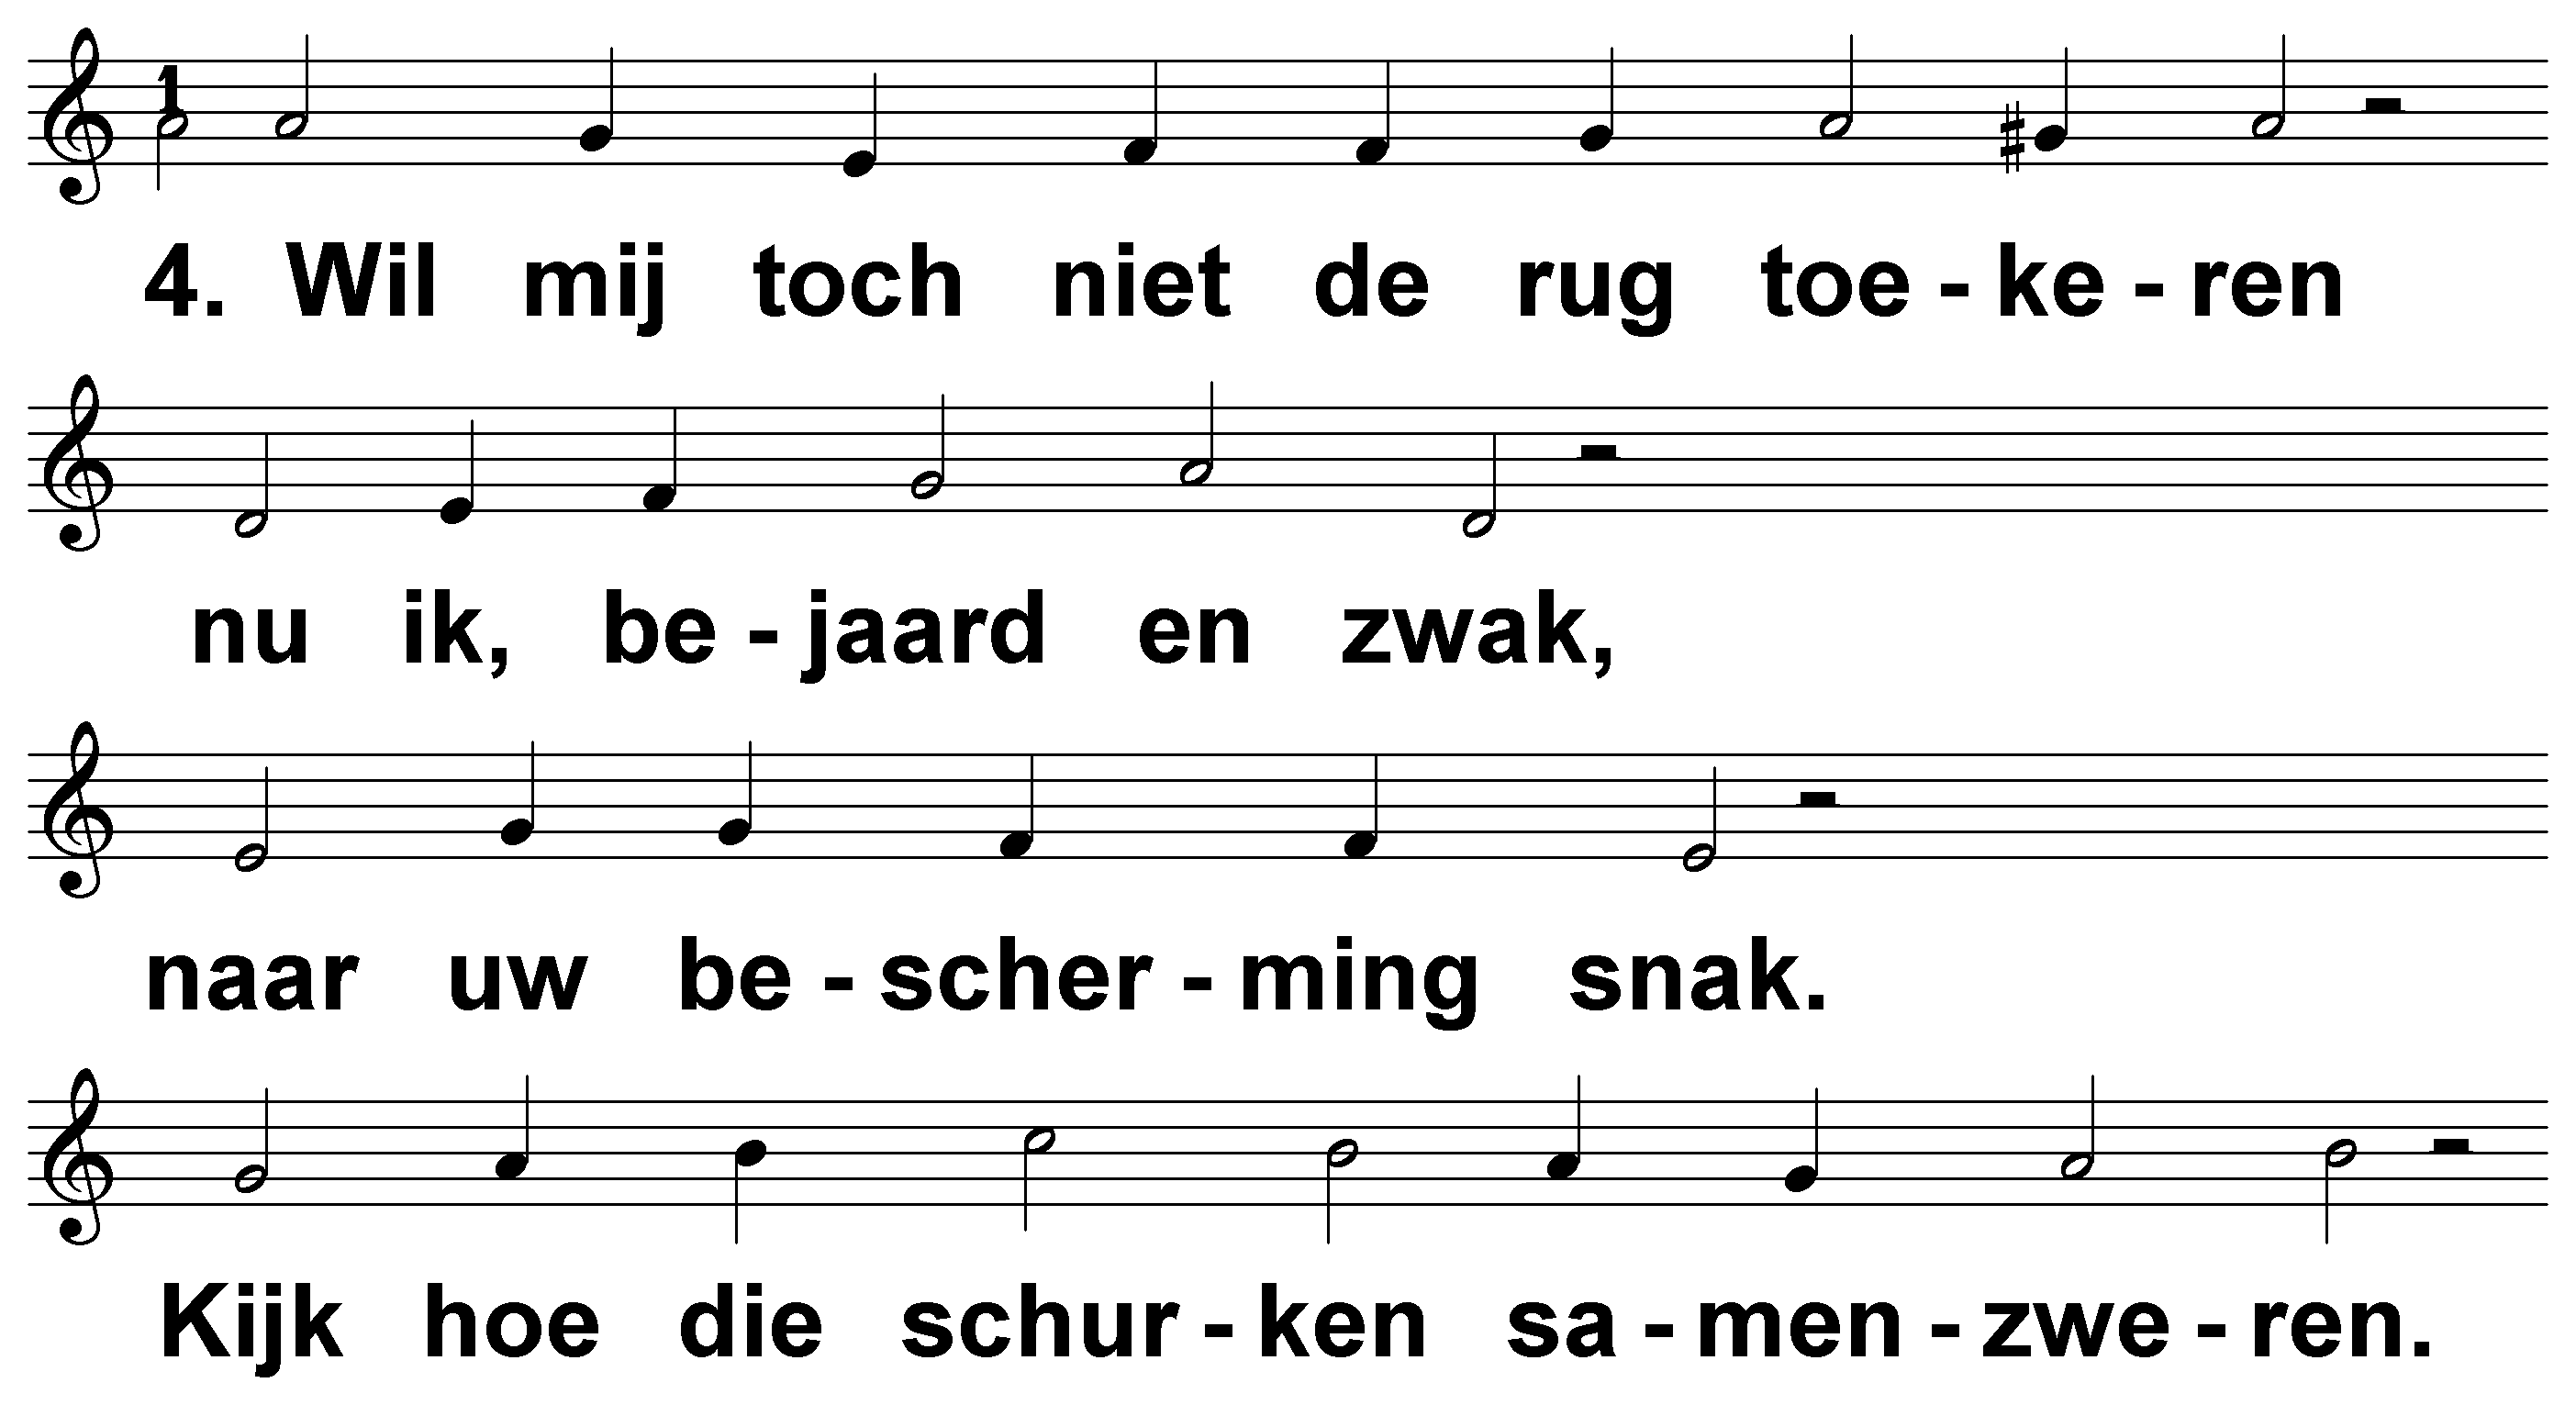 1
4. Wil mij toch niet de rug toe - ke - ren
nu ik, be - jaard en zwak,
naar uw be - scher - ming snak.
Kijk hoe die schur - ken sa - men - zwe - ren.